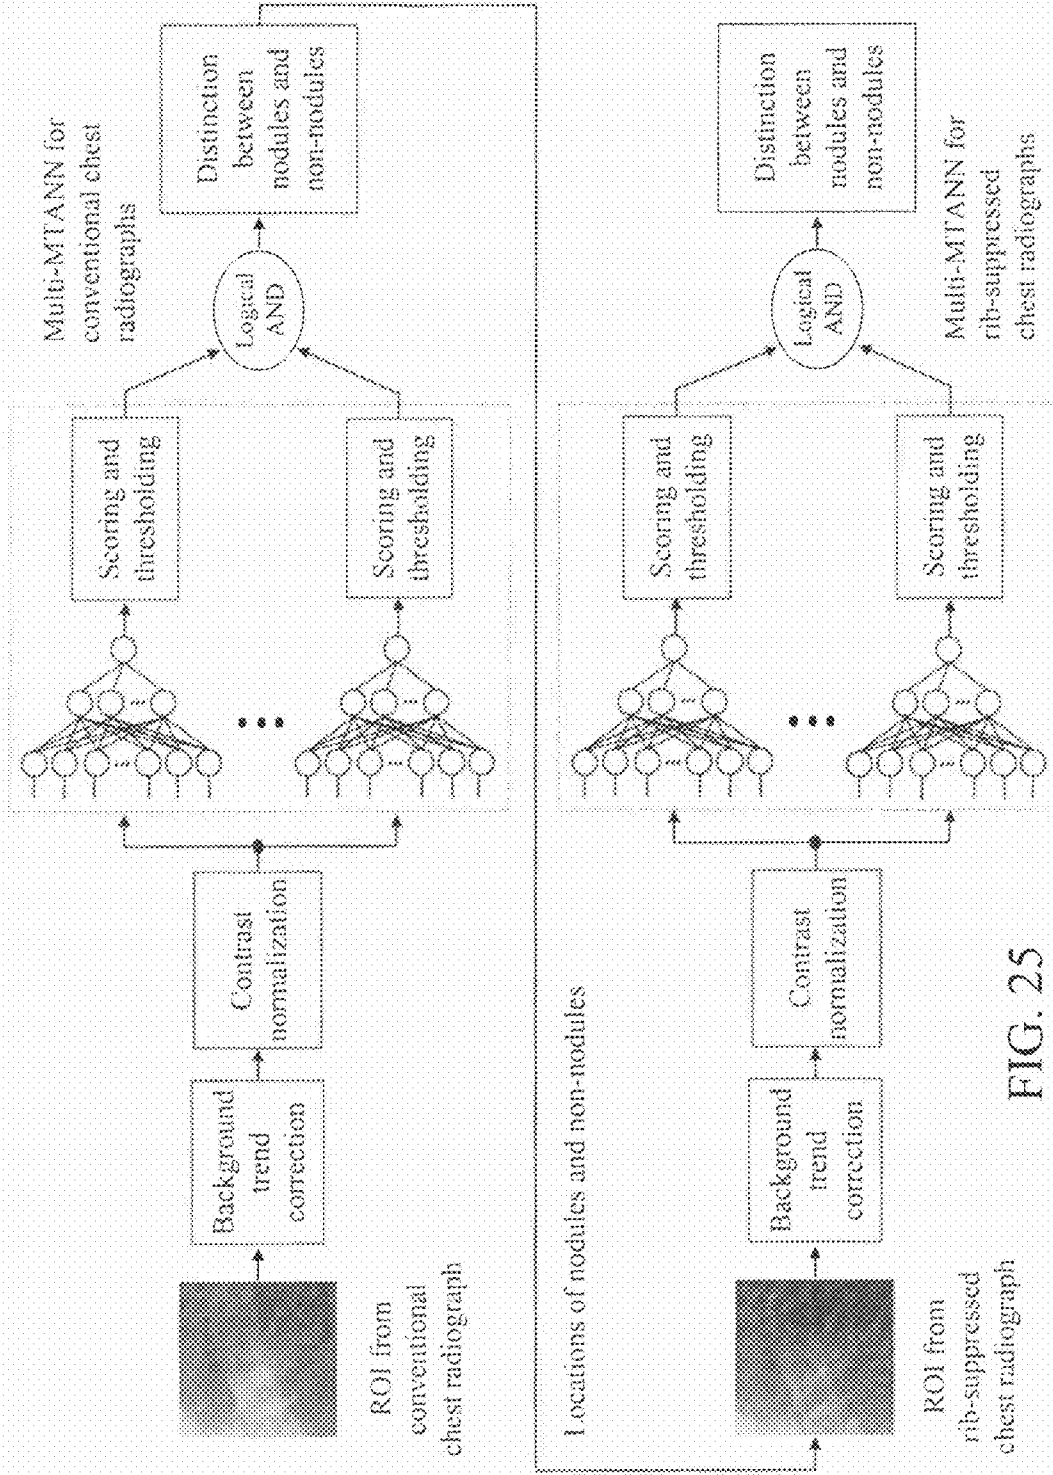 ROI from
conventional
chest radiograph
Background
trend
correction
Contrast
normalization
Scoring and
thresholding
Scoring and
thresholding
Logical
AND
Distinction
between
nodules and
non-nodules
Multi-MTANN for
conventional chest
radiographs
Locations of nodules and non-nodules
ROI from
rib-suppressed
chest radiograph
Background
trend
correction
Contrast
normalization
Scoring and
thresholding
Scoring and
thresholding
Logical
AND
Distinction
between
nodules and
non-nodules
Multi-MTANN for
rib-suppressed
chest radiographs
FIG. 25